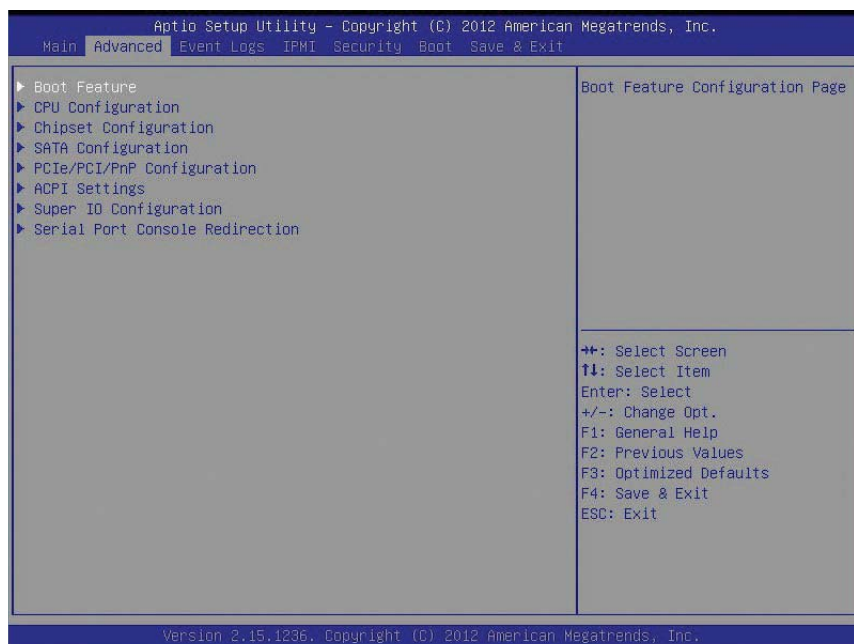 Aptio Setup Utility – Copyright (C) 2012 American Megatrends, Inc.
Main Advanced Event Logs IPMI Security Boot Save & Exit
▶ Boot Feature
▶ CPU Configuration
▶ Chipset Configuration
▶ SATA Configuration
▶ PCIe/PCI/PnP Configuration
▶ ACPI Settings
▶ Super IO Configuration
▶ Serial Port Console Redirection
Boot Feature Configuration Page
→←: Select Screen
↑↓: Select Item
Enter: Select
+/-: Change Opt.
F1: General Help
F2: Previous Values
F3: Optimized Defaults
F4: Save & Exit
ESC: Exit
Version 2.15.1236. Copyright (C) 2012 American Megatrends, Inc.